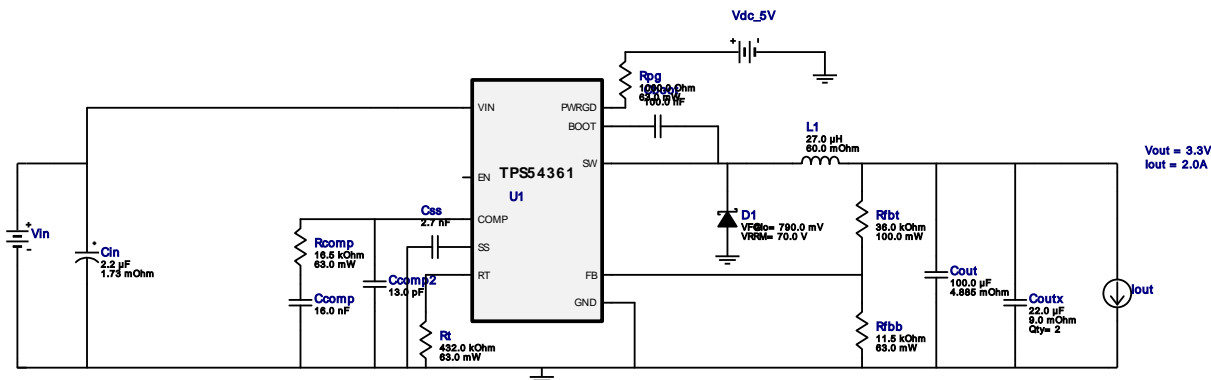 Vdc_5V
+
Rpg
63.0 mW
100.0 nF
VIN
PWRGD
BOOT
L1
27.0 µH
60.0 mOhm
Vout = 3.3V
Iout = 2.0A
SW
EN
TPS54361
U1
Css
2.7 nF
COMP
D1
VRRM= 70.0 V
Rfbt
36.0 kOhm
100.0 mW
+
Vin
-
Cin
2.2 µF
1.73 mOhm
Rcomp
16.5 kOhm
63.0 mW
SS
RT
FB
GND
Ccomp2
13.0 pF
Ccomp
16.0 nF
Cout
100.0 µF
4.885 mOhm
Coutx
22.0 µF
9.0 mOhm
Qty= 2
Iout
Rt
432.0 kOhm
63.0 mW
Rfbb
11.5 kOhm
63.0 mW